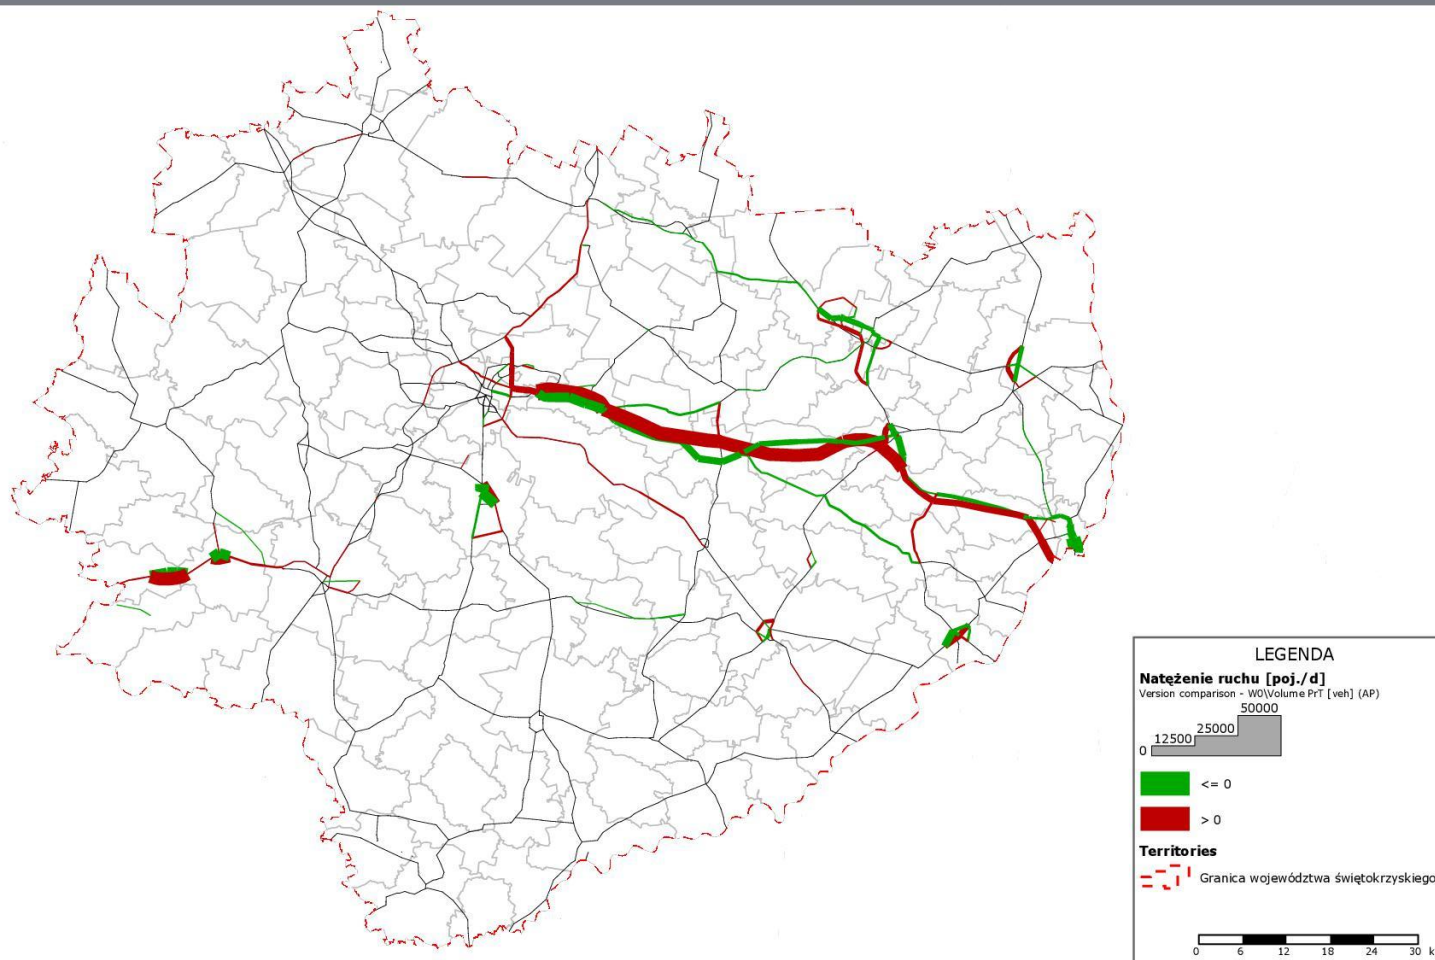 LEGENDA
Natężenie ruchu [poj./d]
Version comparison - W0\Volume PrT [veh] (AP)
50000
25000
12500
0
<= 0
> 0
Territories
Granica województwa świętokrzyskiego
0 6 12 18 24 30 k